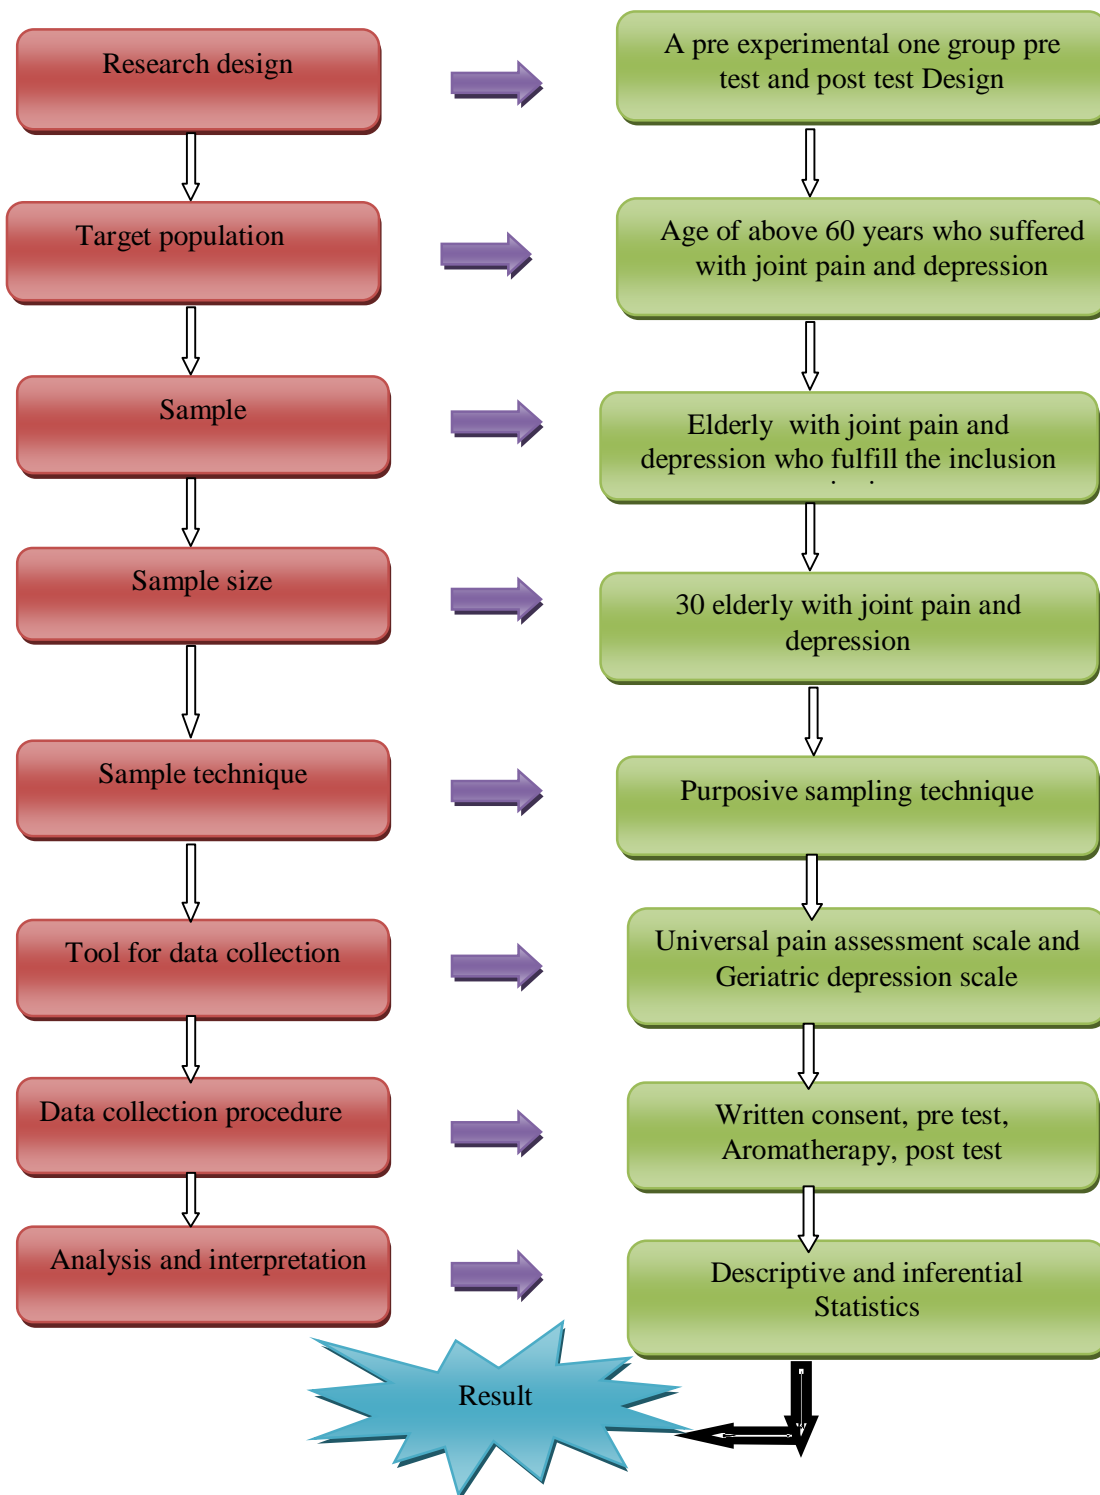 Research design
A pre experimental one group pre
test and post test Design
Target population
Age of above 60 years who suffered
with joint pain and depression
Sample
Elderly with joint pain and
depression who fulfill the inclusion
Sample size
30 elderly with joint pain and
depression
Sample technique
Purposive sampling technique
Tool for data collection
Universal pain assessment scale and
Geriatric depression scale
Data collection procedure
Written consent, pre test,
Aromatherapy, post test
Analysis and interpretation
Descriptive and inferential
Statistics
Result